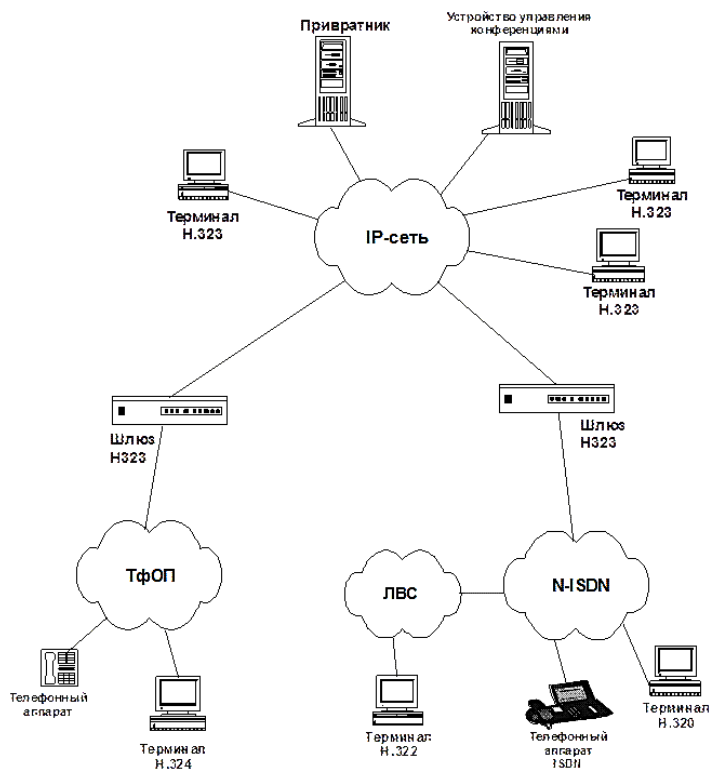 Привратник
Устройство управления
конференциями
Терминал
Н.323
IP-сеть
Терминал
Н.323
Терминал
Н.323
Шлюз
Н323
Шлюз
Н323
ТфОП
ЛВС
N-ISDN
Телефонный
аппарат
Терминал
Н.324
Терминал
Н.322
Телефонный
аппарат
ISDN
Терминал
Н.320